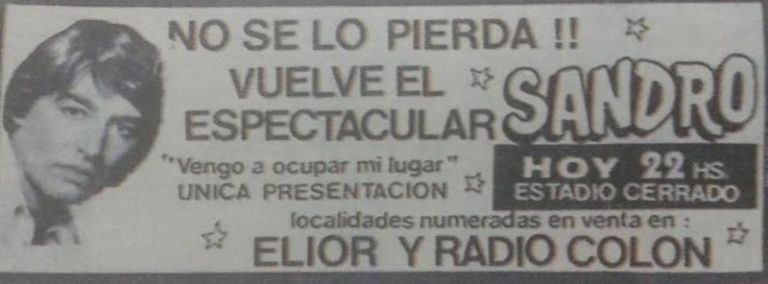 NO SE LO PIERDA !!
VUELVE EL
ESPECTACULAR SANDRO
"Vengo a ocupar mi lugar"
UNICA PRESENTACION
HOY 22 HS.
ESTADIO CERRADO
localidades numeradas en venta en :
ELIOR Y RADIO COLON